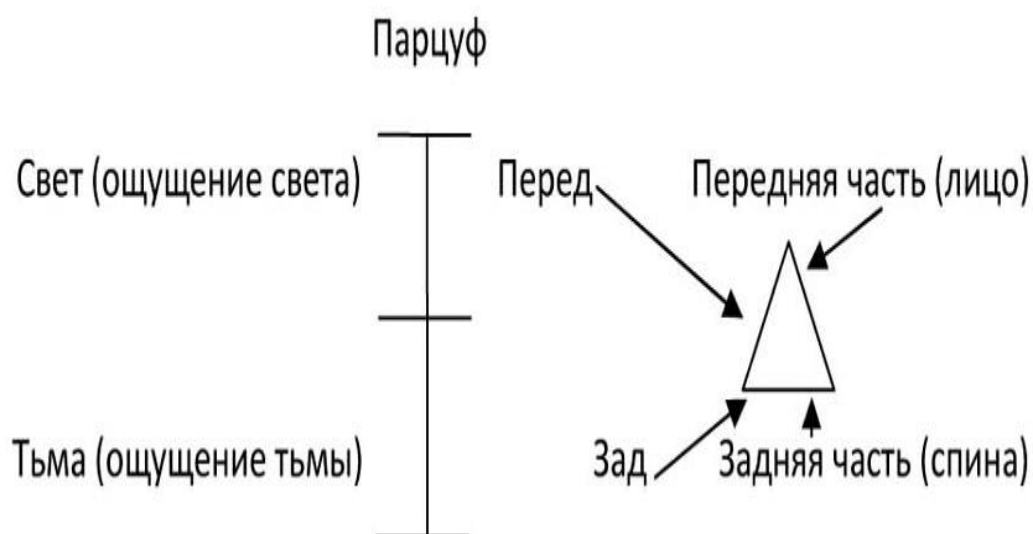 Парцуф
Свет (ощущение света)
Перед
Передняя часть (лицо)
Тьма (ощущение тьмы)
Зад
Задняя часть (спина)